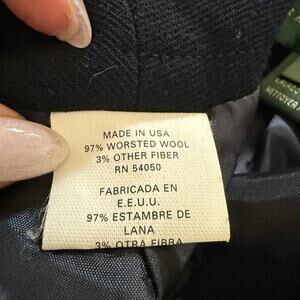 MADE IN USA
97% WORSTED WOOL
3% OTHER FIBER
RN 54050
FABRICADA EN
E.E.U.U.
97% ESTAMBRE DE
LANA
3% OTRA FIBRA